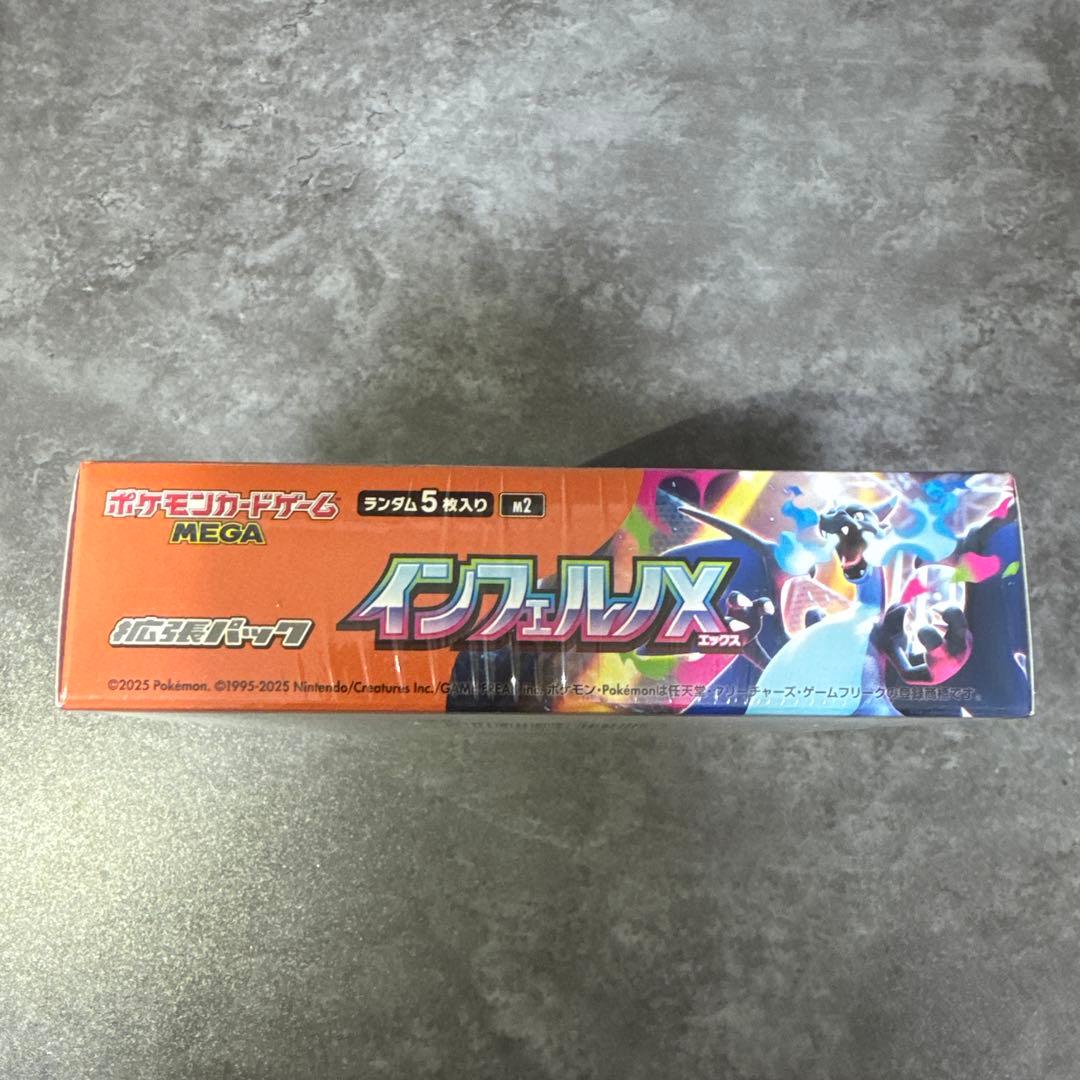 ポケモンカードゲーム
MEGA
ランダム5枚入り
M2
インフェルノX
エックス
拡張パック
©2025 Pokémon. ©1995-2025 Nintendo/Creatures Inc./GAME FREAK inc. ポケモン・Pokémonは任天堂・クリーチャーズ・ゲームフリークの登録商標です。